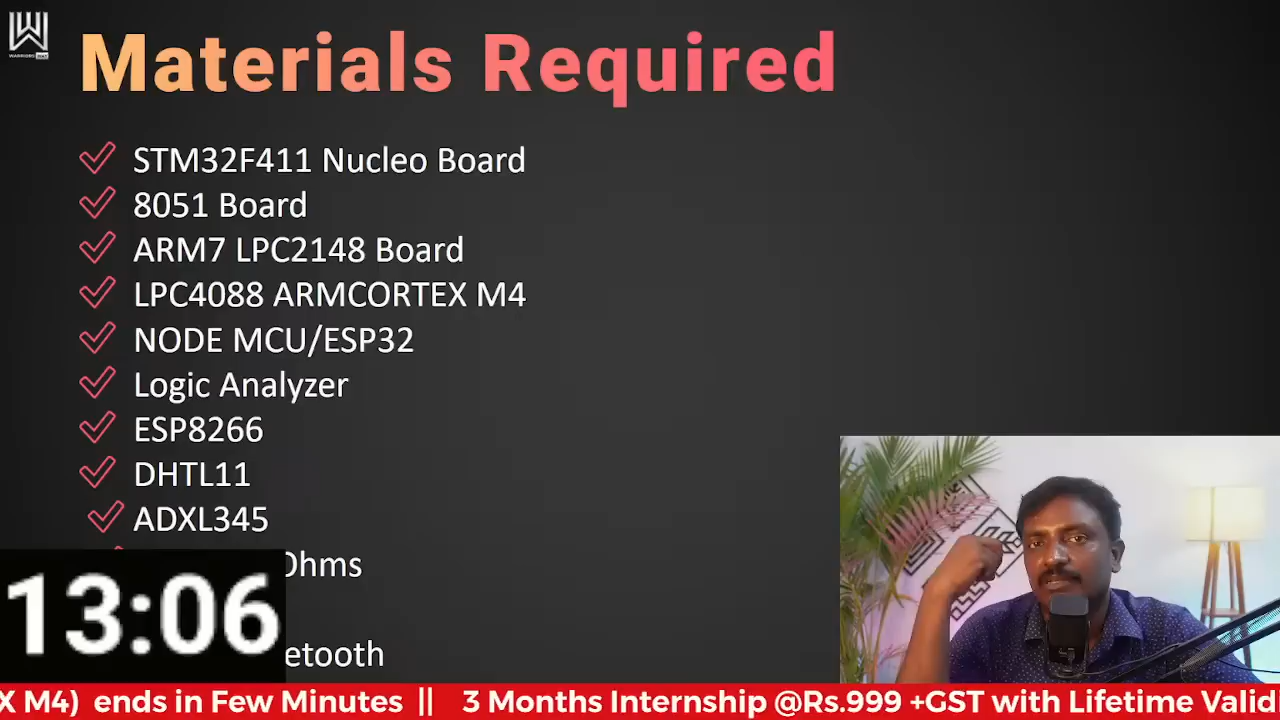 Materials Required
STM32F411 Nucleo Board
8051 Board
ARM7 LPC2148 Board
LPC4088 ARMCORTEX M4
NODE MCU/ESP32
Logic Analyzer
ESP8266
DHTL11
ADXL345
Ohms
13:06
etooth
X M4) ends in Few Minutes || 3 Months Internship @Rs.999 +GST with Lifetime Valid